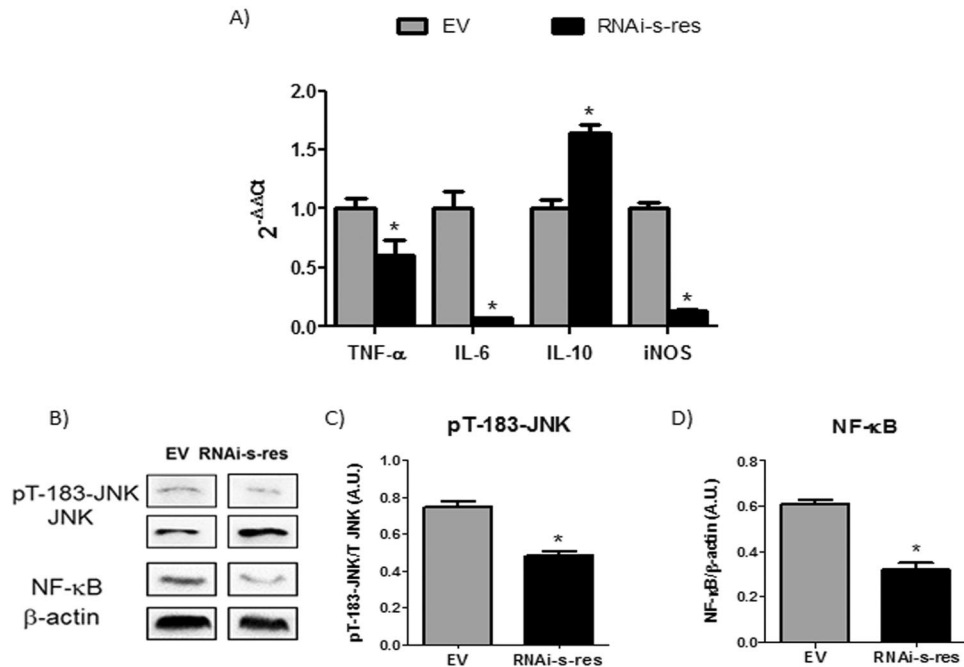 A)
EV RNAi-s-res
2.0
1.5
1.0
0.5
0.0
2^-ΔΔCt
* * * *
TNF-α IL-6 IL-10 iNOS
B)
EV RNAi-s-res
pT-183-JNK
JNK
NF-κB
β-actin
C)
pT-183-JNK
pT-183-JNK/T JNK (A.U.)
1.0
0.8
0.6
0.4
0.2
0.0
*
EV RNAi-s-res
D)
NF-κB
NF-κB/β-actin (A.U.)
0.8
0.6
0.4
0.2
0.0
*
EV RNAi-s-res